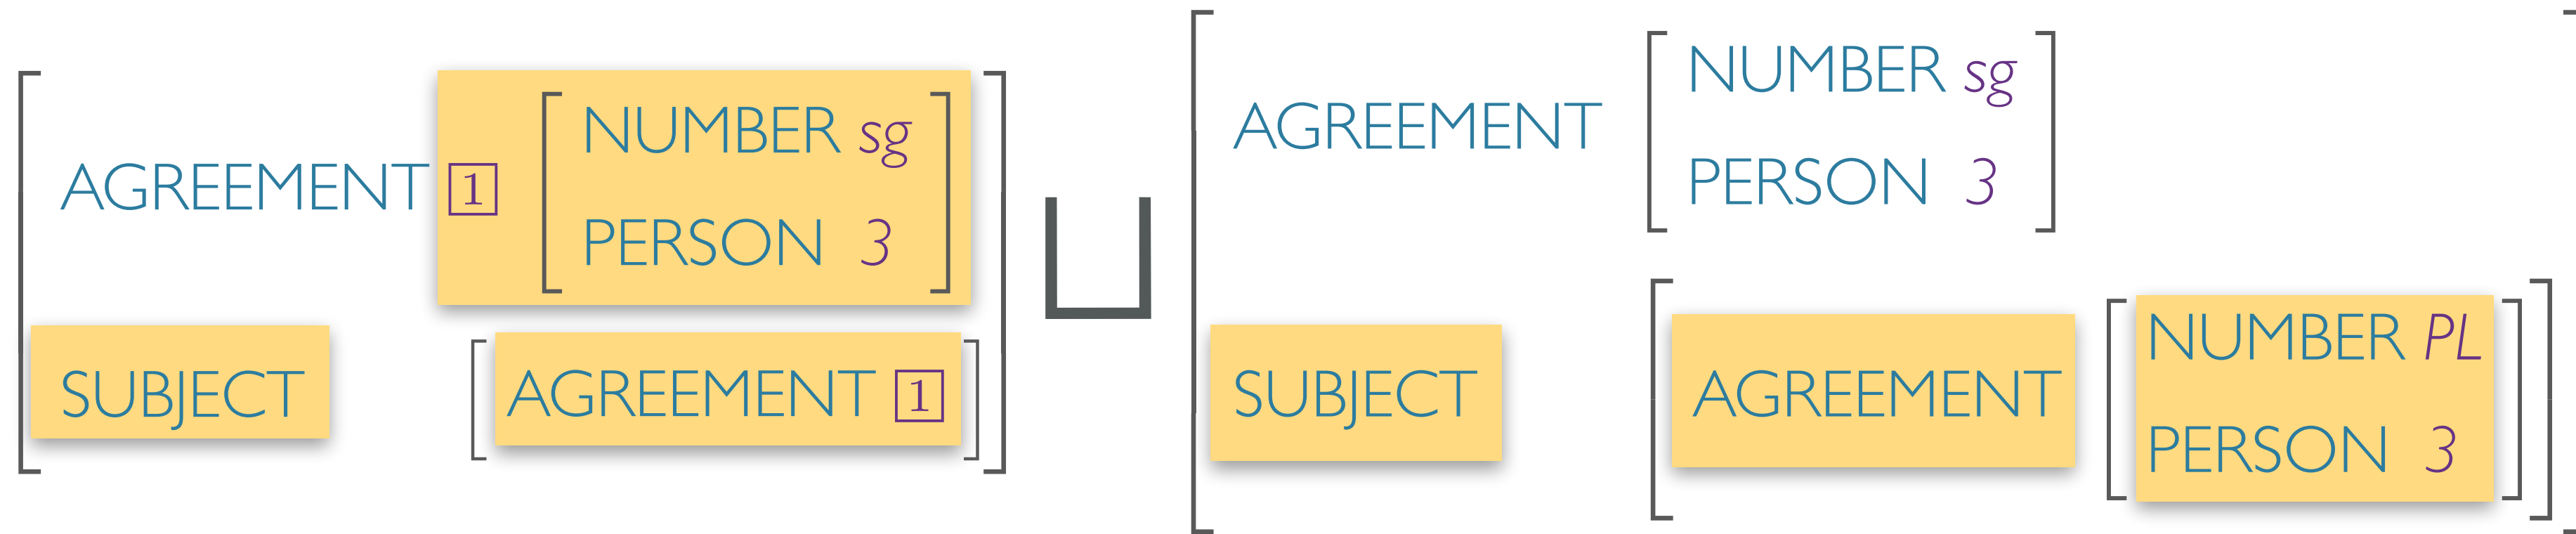 AGREEMENT 1 NUMBER sg
PERSON 3
SUBJECT AGREEMENT 1
⊔
AGREEMENT NUMBER sg
PERSON 3
SUBJECT AGREEMENT NUMBER PL
PERSON 3